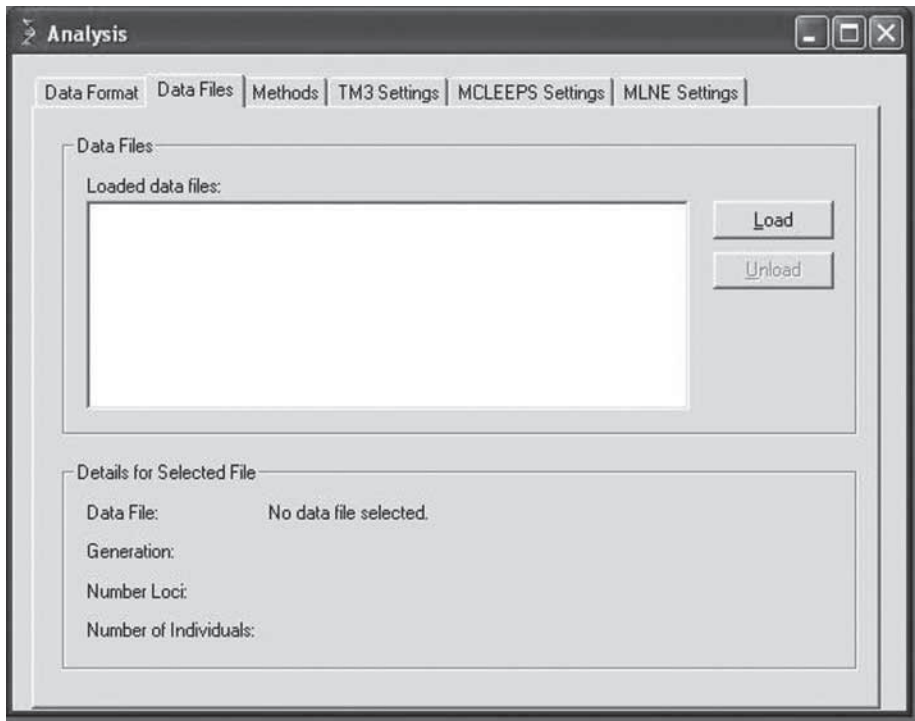 Analysis
Data Format Data Files Methods TM3 Settings MCLEEPS Settings MLNE Settings
Data Files
Loaded data files:
Load
Unload
Details for Selected File
Data File: No data file selected.
Generation:
Number Loci:
Number of Individuals: